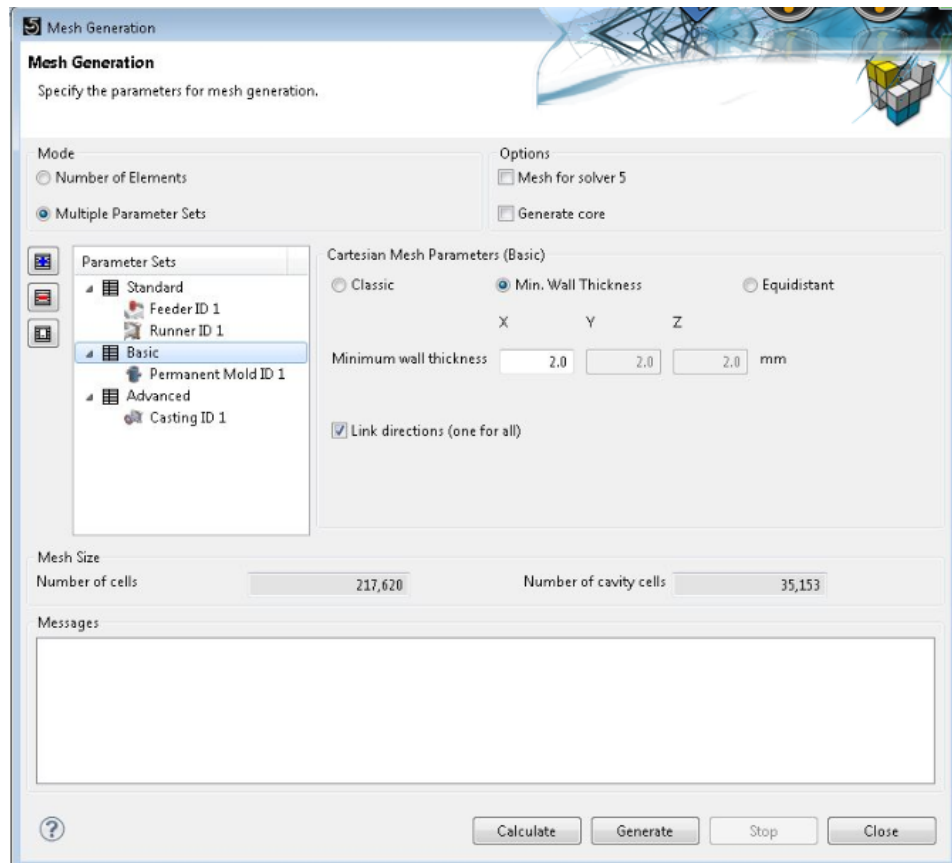 Mesh Generation
Mesh Generation
Specify the parameters for mesh generation.
Mode
Number of Elements
Multiple Parameter Sets
Options
Mesh for solver 5
Generate core
Parameter Sets
Standard
Feeder ID 1
Runner ID 1
Basic
Permanent Mold ID 1
Advanced
Casting ID 1
Cartesian Mesh Parameters (Basic)
Classic Min. Wall Thickness Equidistant
X Y Z
Minimum wall thickness 2.0 2.0 2.0 mm
Link directions (one for all)
Mesh Size
Number of cells 217,620 Number of cavity cells 35,153
Messages
? Calculate Generate Stop Close